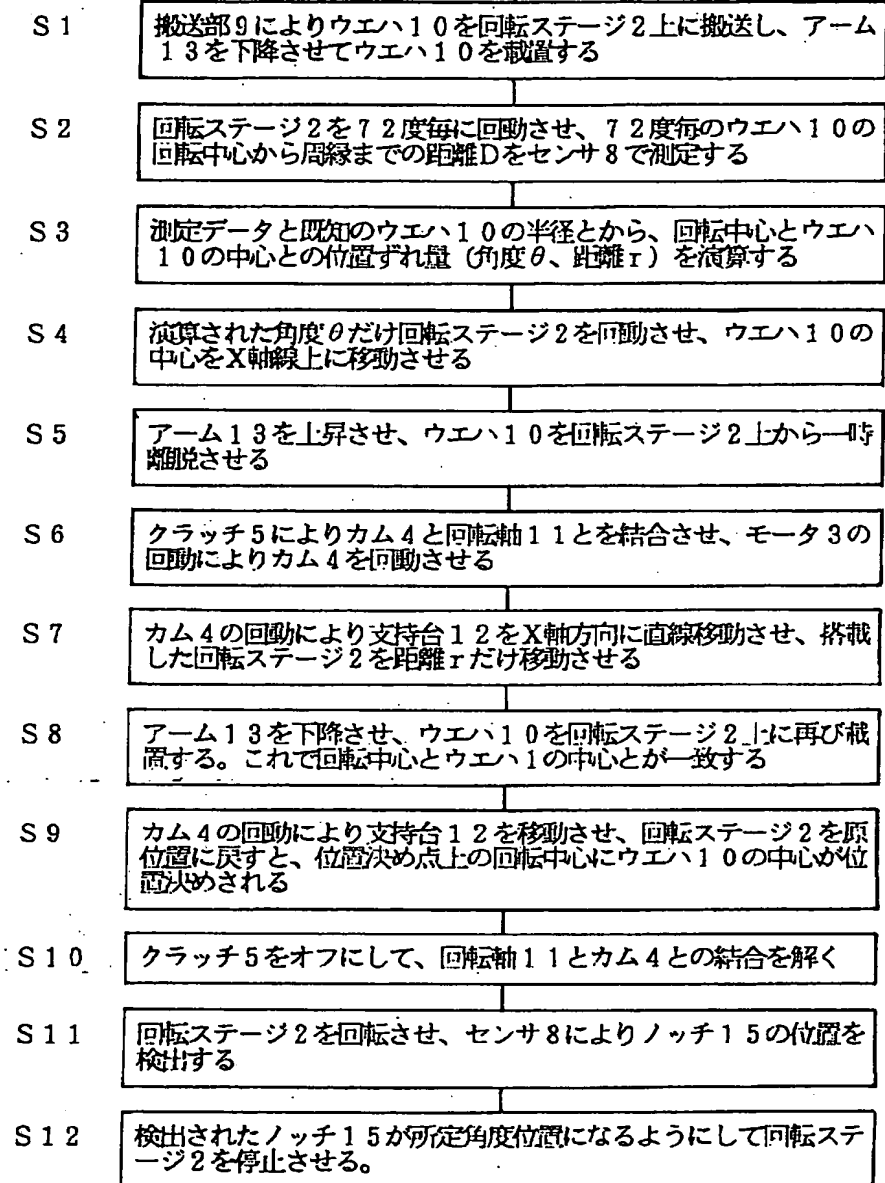 S1
搬送部9によりウエハ10を回転ステージ2上に搬送し、アーム
13を下降させてウエハ10を載置する
S2
回転ステージ2を72度毎に回動させ、72度毎のウエハ10の
回転中心から周縁までの距離Dをセンサ8で測定する
S3
測定データと既知のウエハ10の半径とから、回転中心とウエハ
10の中心との位置ずれ量(角度θ、距離r)を演算する
S4
演算された角度θだけ回転ステージ2を回動させ、ウエハ10の
中心をX軸線上に移動させる
S5
アーム13を上昇させ、ウエハ10を回転ステージ2上から一時
離脱させる
S6
クラッチ5によりカム4と回転軸11とを結合させ、モータ3の
回動によりカム4を回動させる
S7
カム4の回動により支持台12をX軸方向に直線移動させ、搭載
した回転ステージ2を距離rだけ移動させる
S8
アーム13を下降させ、ウエハ10を回転ステージ2上に再び載
置する。これで回転中心とウエハ1の中心とが一致する
S9
カム4の回動により支持台12を移動させ、回転ステージ2を原
位置に戻すと、位置決め点上の回転中心にウエハ10の中心が位
置決めされる
S10
クラッチ5をオフにして、回転軸11とカム4との結合を解く
S11
回転ステージ2を回転させ、センサ8によりノッチ15の位置を
検出する
S12
検出されたノッチ15が所定角度位置になるようにして回転ステ
ージ2を停止させる。